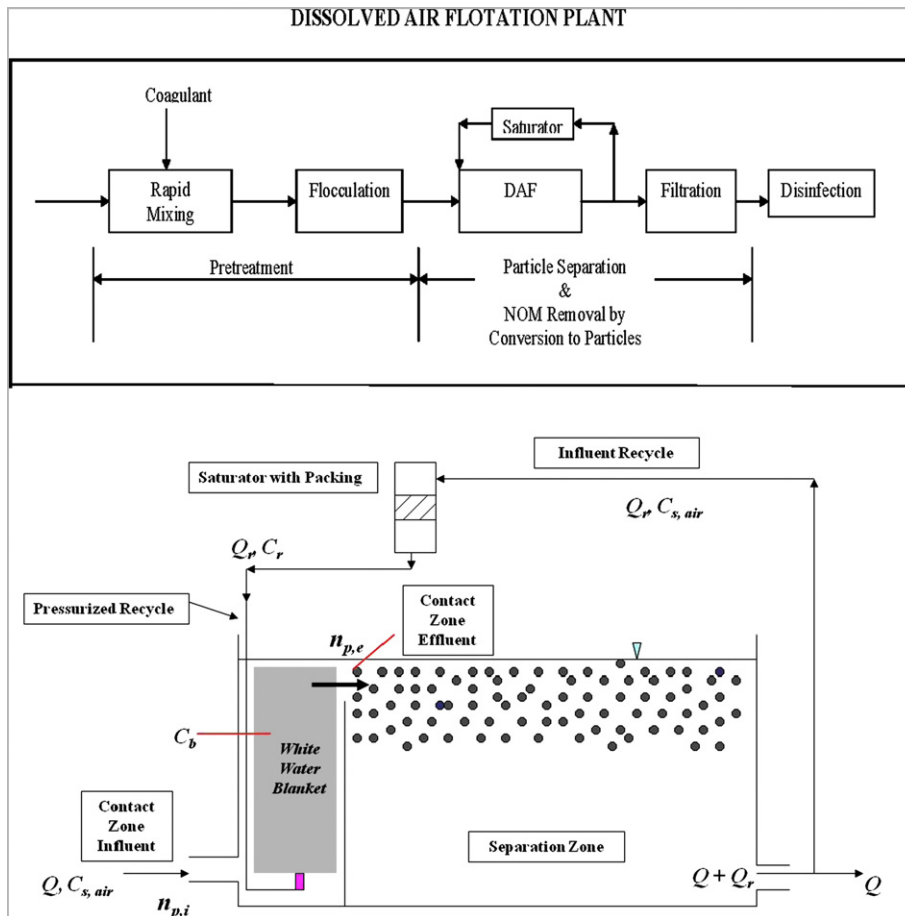 DISSOLVED AIR FLOTATION PLANT
Coagulant
Saturator
Rapid
Mixing
Flocculation
DAF
Filtration
Disinfection
Pretreatment
Particle Separation
&
NOM Removal by
Conversion to Particles
Influent Recycle
Saturator with Packing
Qr, Cs, air
Qr, Cr
Contact
Zone
Effluent
Pressurized Recycle
np,e
Cb
White
Water
Blanket
Contact
Zone
Influent
Separation Zone
Q, Cs, air
Q + Qr
Q
np,i